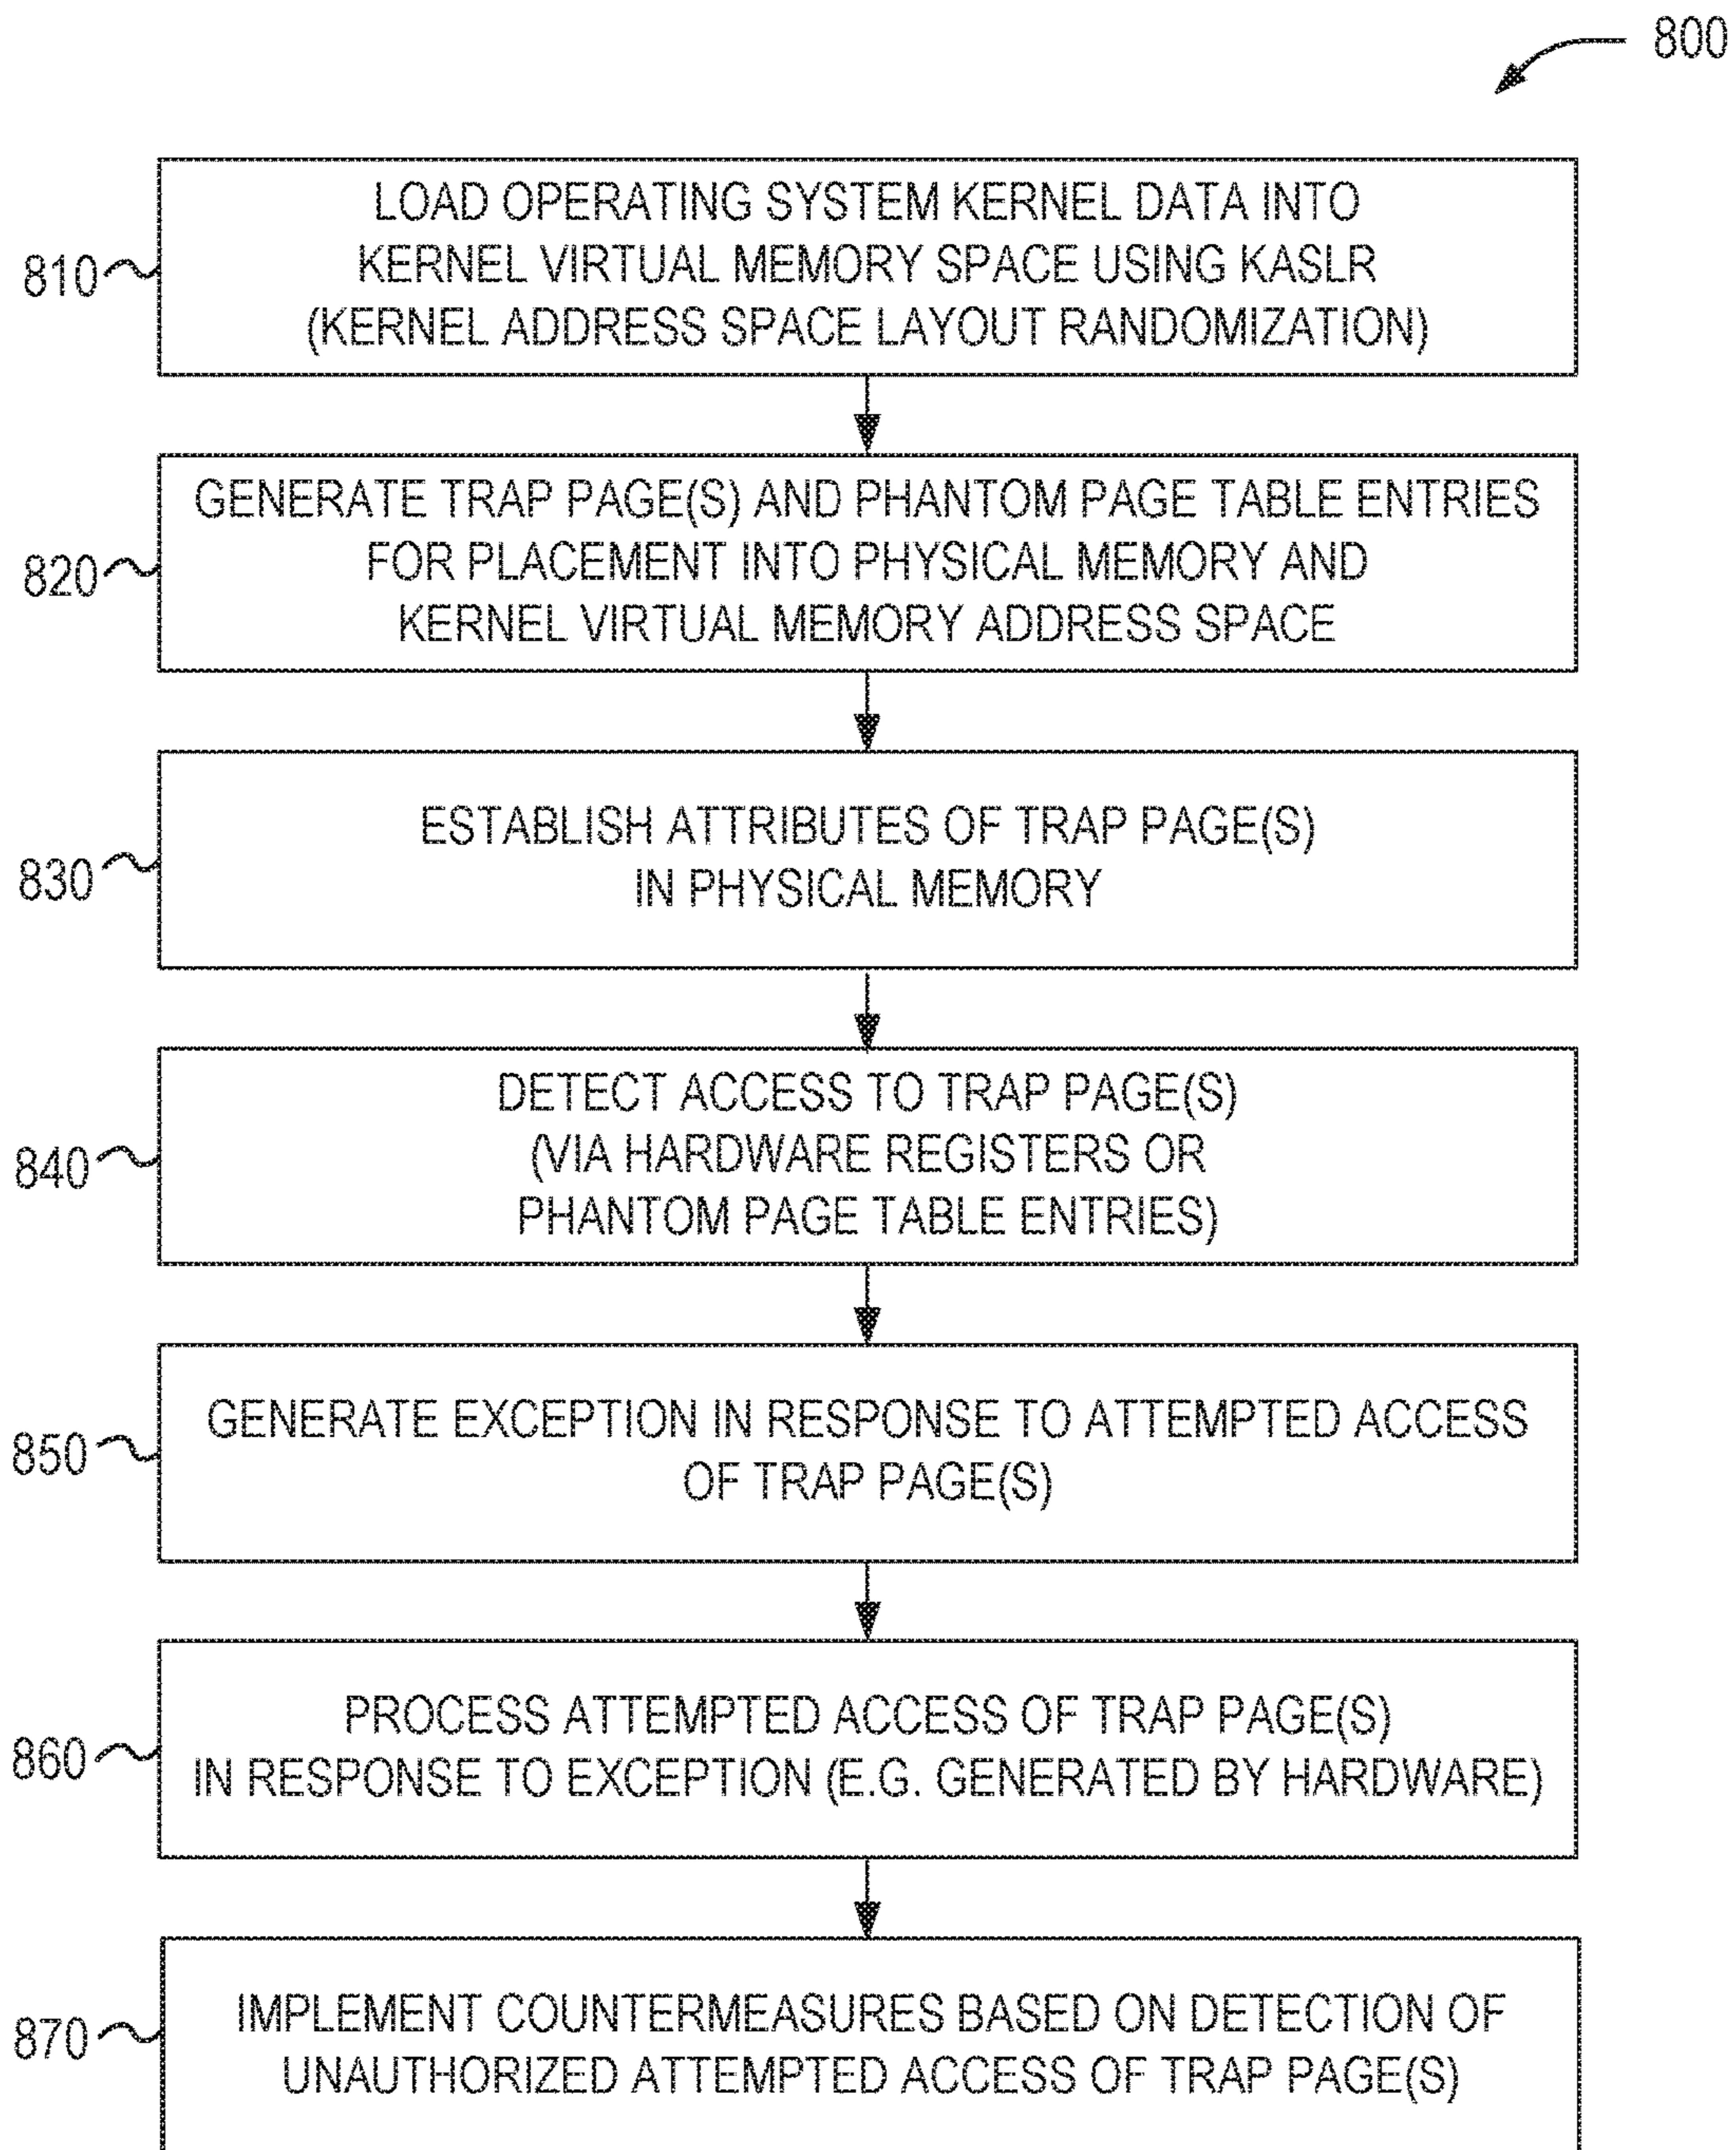 800
LOAD OPERATING SYSTEM KERNEL DATA INTO
KERNEL VIRTUAL MEMORY SPACE USING KASLR
(KERNEL ADDRESS SPACE LAYOUT RANDOMIZATION)
810
GENERATE TRAP PAGE(S) AND PHANTOM PAGE TABLE ENTRIES
FOR PLACEMENT INTO PHYSICAL MEMORY AND
KERNEL VIRTUAL MEMORY ADDRESS SPACE
820
ESTABLISH ATTRIBUTES OF TRAP PAGE(S)
IN PHYSICAL MEMORY
830
DETECT ACCESS TO TRAP PAGE(S)
(VIA HARDWARE REGISTERS OR
PHANTOM PAGE TABLE ENTRIES)
840
GENERATE EXCEPTION IN RESPONSE TO ATTEMPTED ACCESS
OF TRAP PAGE(S)
850
PROCESS ATTEMPTED ACCESS OF TRAP PAGE(S)
IN RESPONSE TO EXCEPTION (E.G. GENERATED BY HARDWARE)
860
IMPLEMENT COUNTERMEASURES BASED ON DETECTION OF
UNAUTHORIZED ATTEMPTED ACCESS OF TRAP PAGE(S)
870